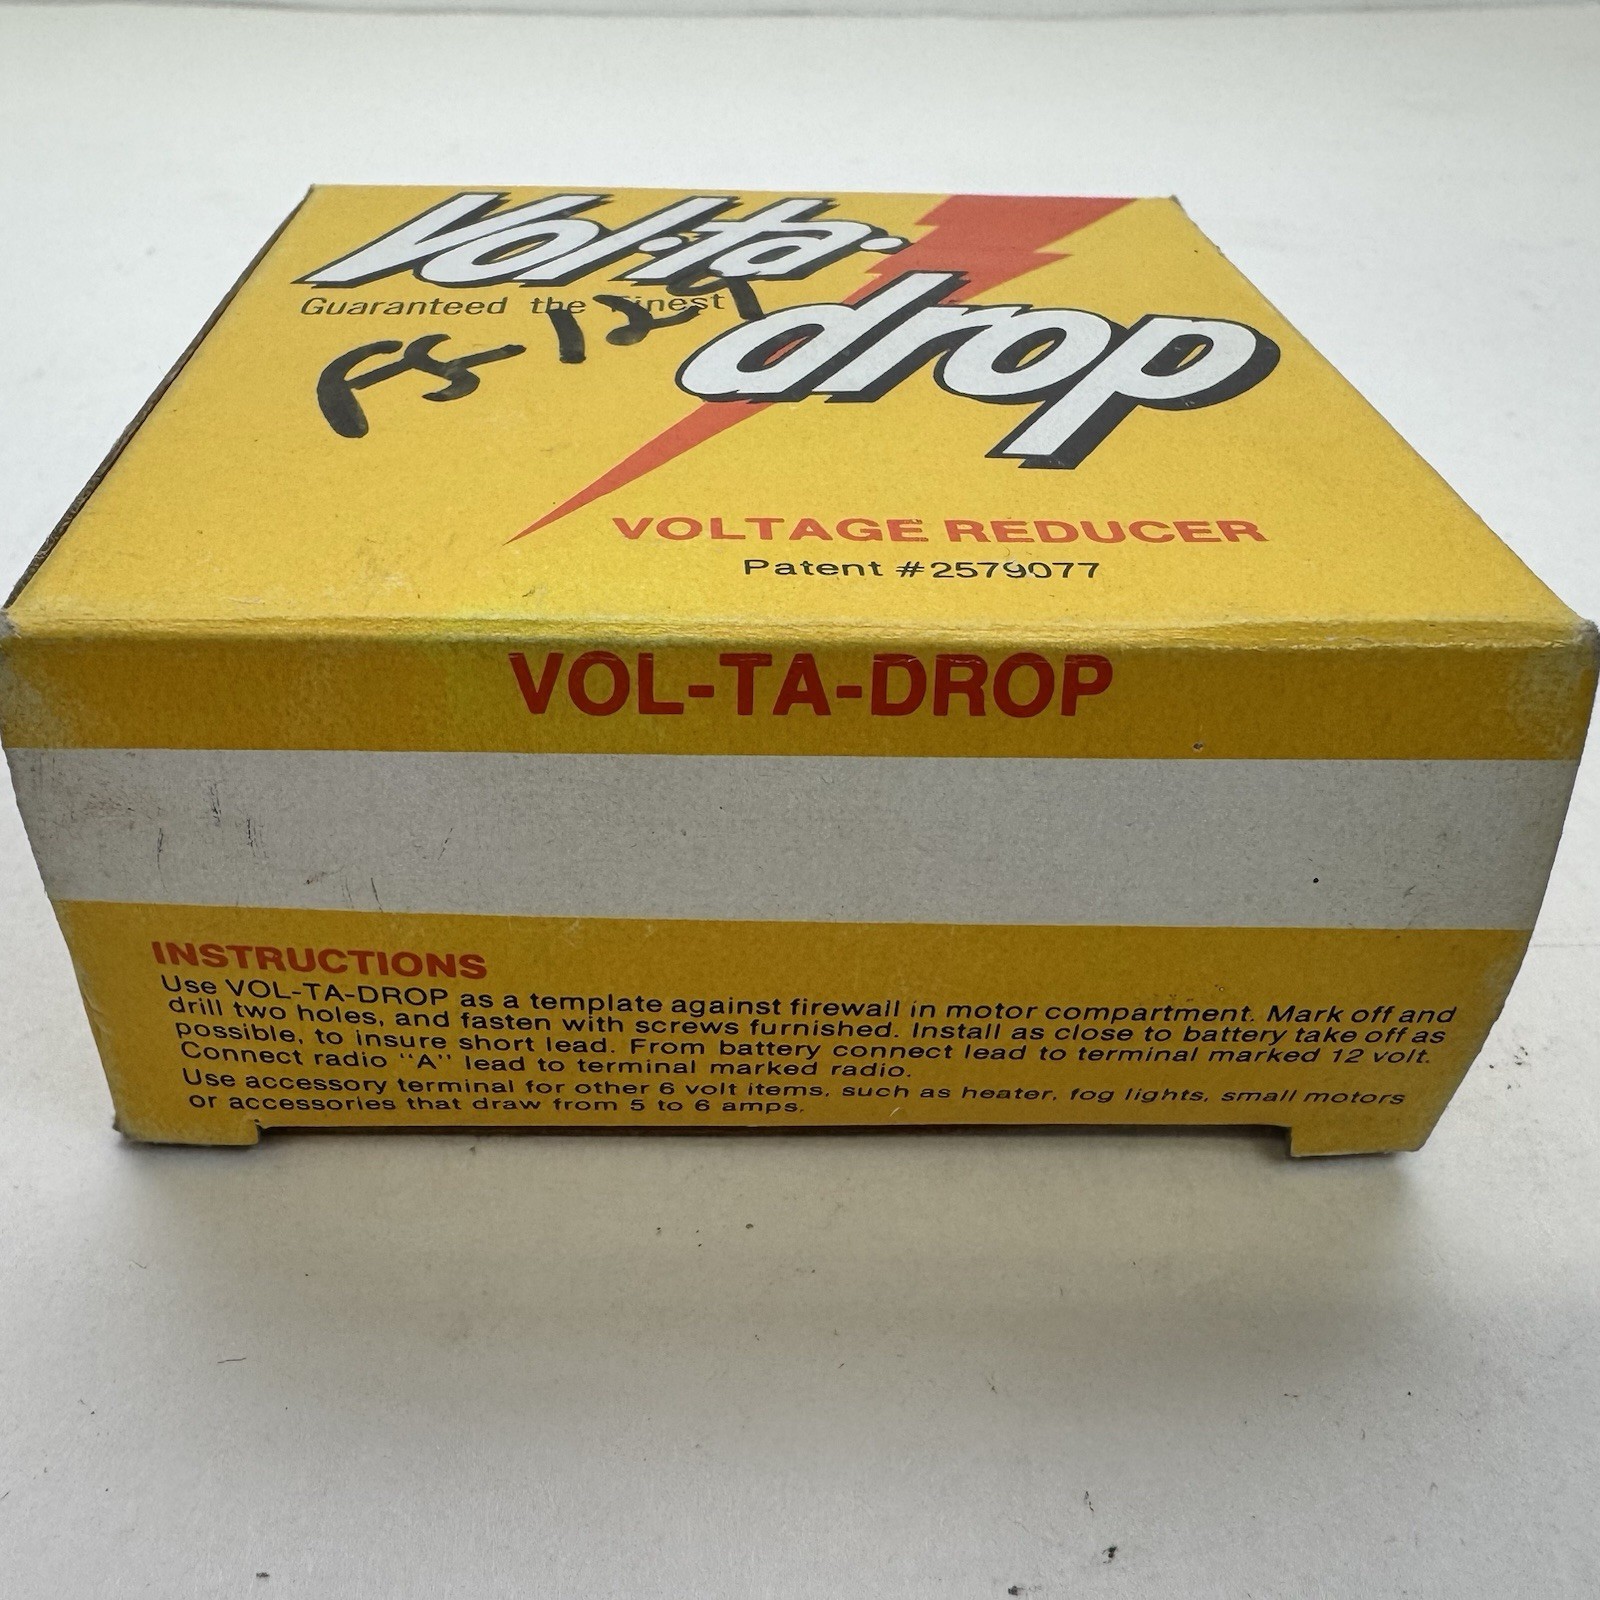 Vol·ta·
drop
Guaranteed the Finest
VOLTAGE REDUCER
Patent #2579077
VOL-TA-DROP
INSTRUCTIONS
Use VOL-TA-DROP as a template against firewall in motor compartment. Mark off and
drill two holes, and fasten with screws furnished. Install as close to battery take off as
possible, to insure short lead. From battery connect lead to terminal marked 12 volt.
Connect radio "A" lead to terminal marked radio.
Use accessory terminal for other 6 volt items, such as heater, fog lights, small motors
or accessories that draw from 5 to 6 amps.